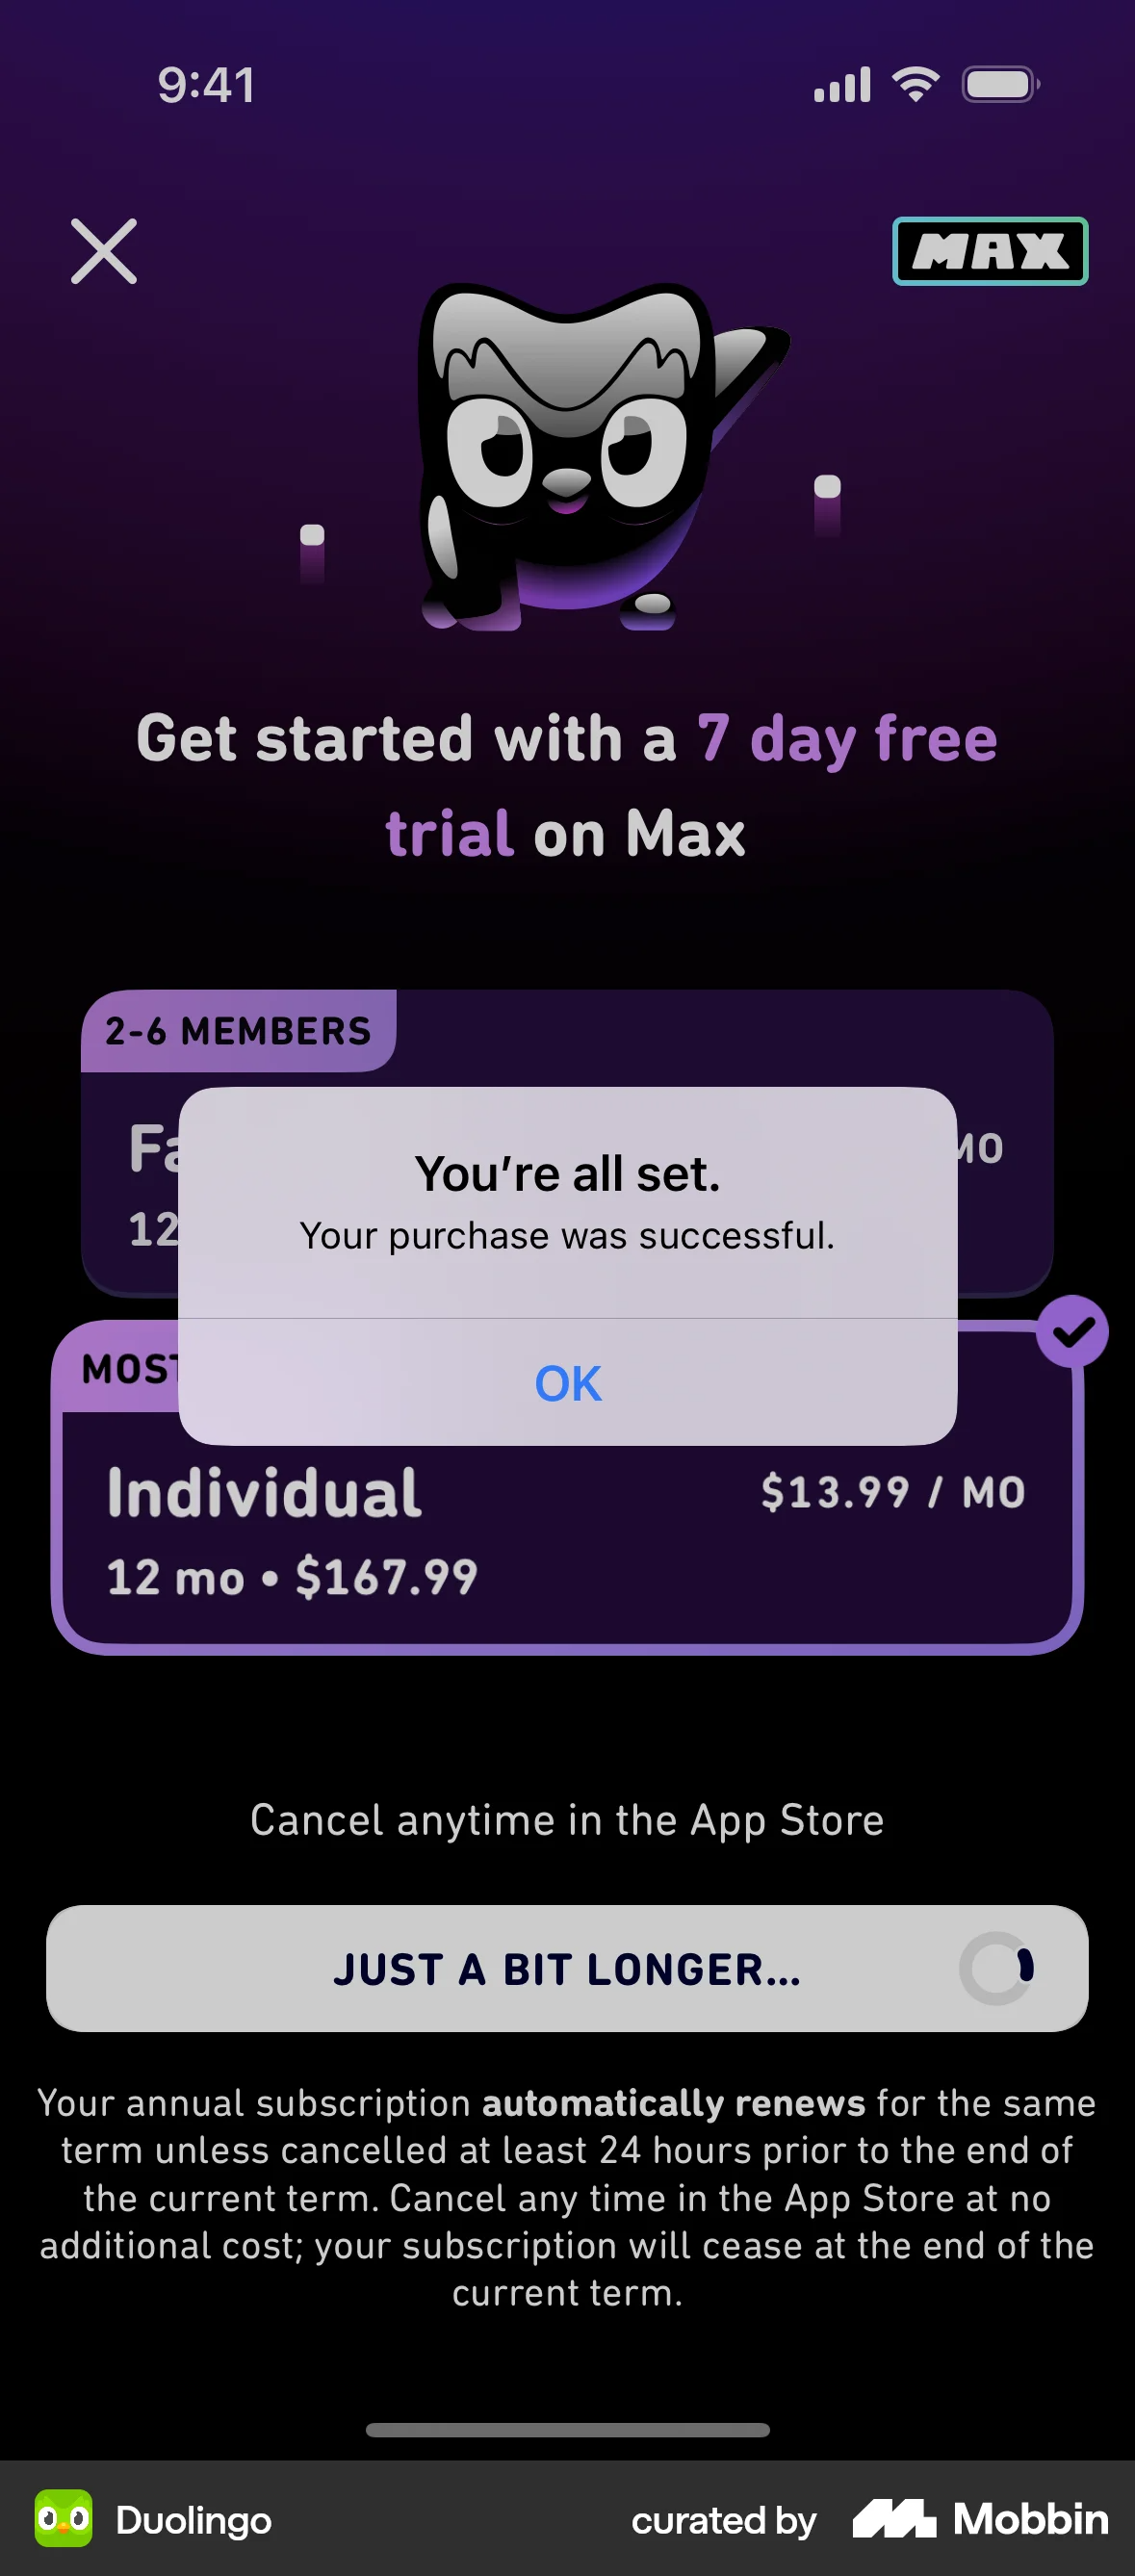 9:41
MAX
Get started with a 7 day free
trial on Max
2-6 MEMBERS
MO
12
You're all set.
Your purchase was successful.
OK
MOST
Individual
$13.99 / MO
12 mo • $167.99
Cancel anytime in the App Store
JUST A BIT LONGER...
Your annual subscription automatically renews for the same
term unless cancelled at least 24 hours prior to the end of
the current term. Cancel any time in the App Store at no
additional cost; your subscription will cease at the end of the
current term.
Duolingo
curated by Mobbin